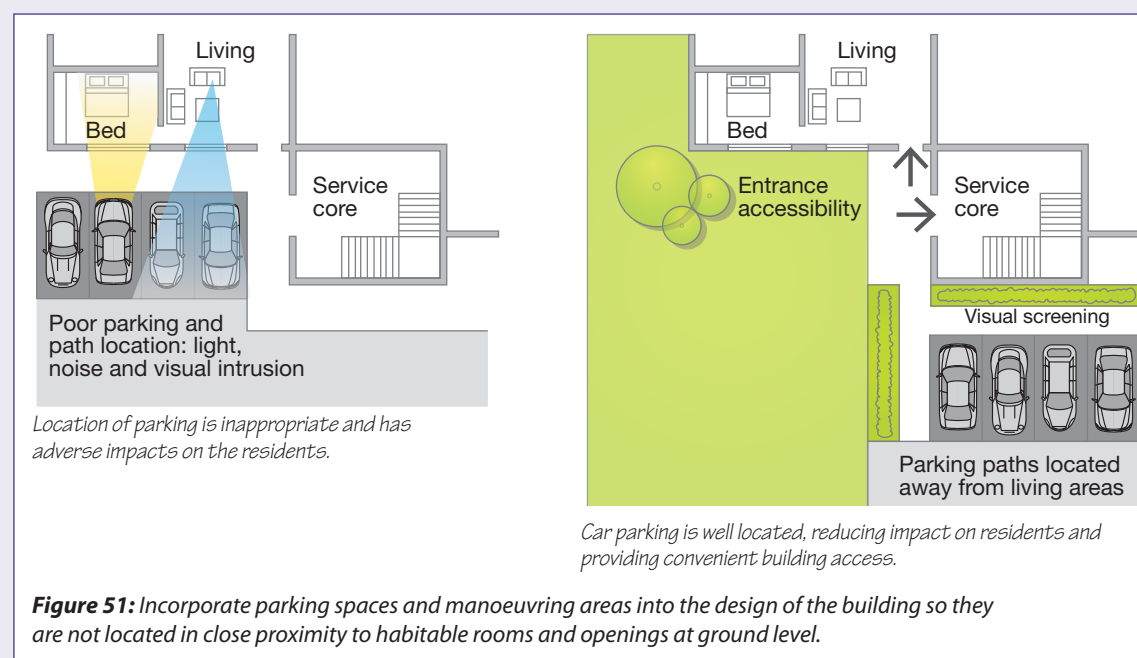 Living
Bed
Service
core
Poor parking and
path location: light,
noise and visual intrusion
Location of parking is inappropriate and has
adverse impacts on the residents.
Living
Bed
Entrance
accessibility
Service
core
Visual screening
Parking paths located
away from living areas
Car parking is well located, reducing impact on residents and
providing convenient building access.
Figure 51: Incorporate parking spaces and manoeuvring areas into the design of the building so they
are not located in close proximity to habitable rooms and openings at ground level.